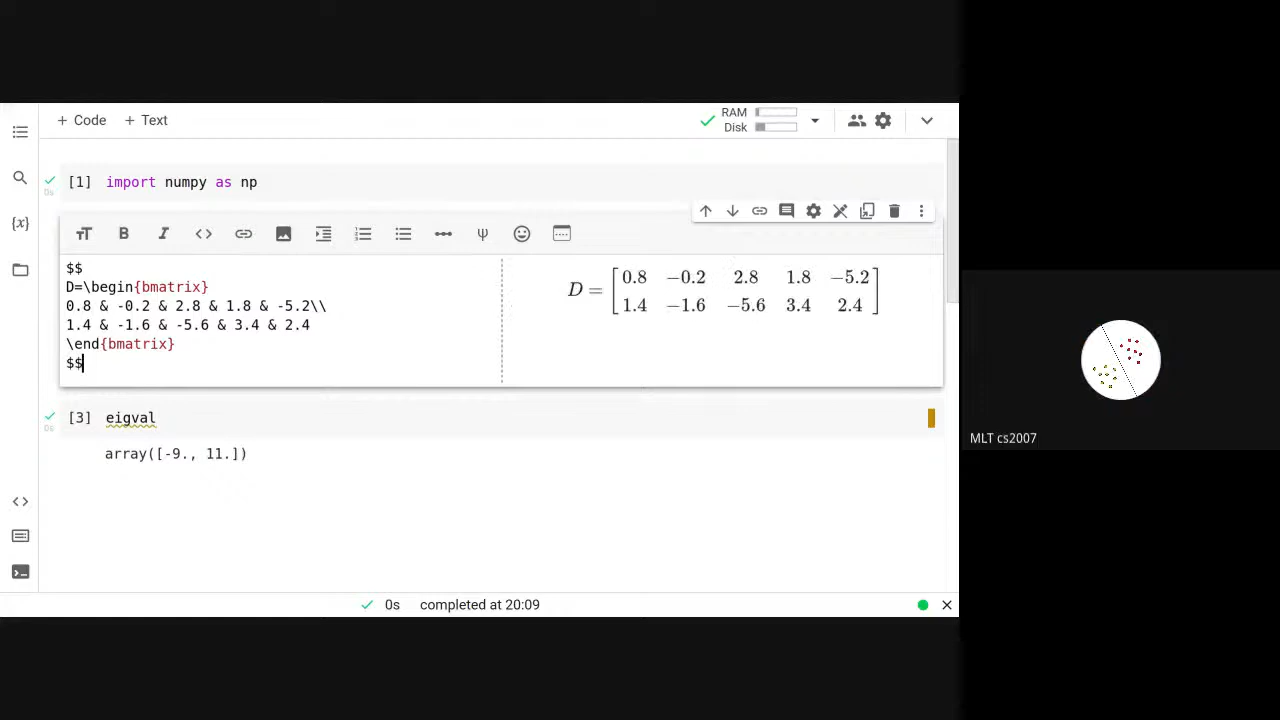 + Code + Text
RAM
Disk
[1] import numpy as np
0s
$$
D=\begin{bmatrix}
0.8 & -0.2 & 2.8 & 1.8 & -5.2\\
1.4 & -1.6 & -5.6 & 3.4 & 2.4
\end{bmatrix}
$$
D = [0.8 −0.2 2.8 1.8 −5.2
1.4 −1.6 −5.6 3.4 2.4]
[3] eigval
0s
array([-9., 11.])
0s completed at 20:09
MLT cs2007